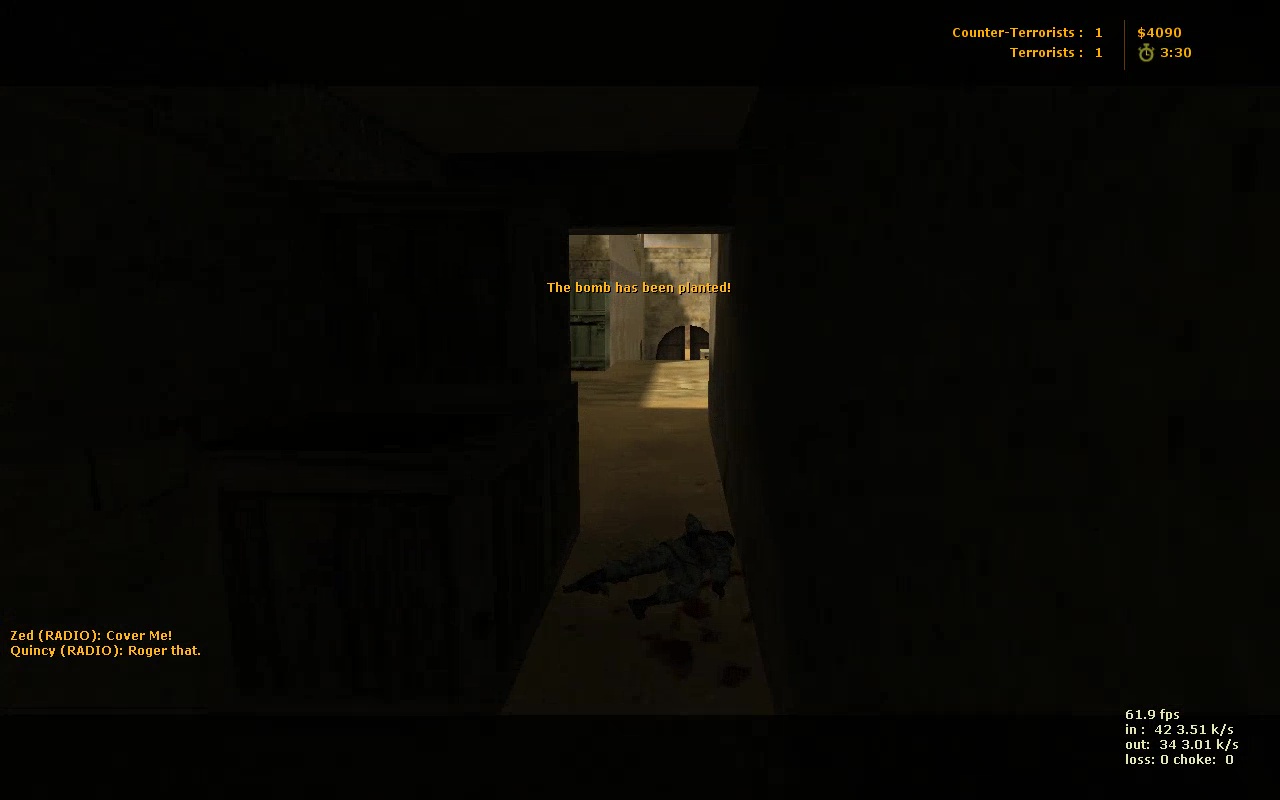 Counter-Terrorists : 1 $4090
Terrorists : 1 3:30
The bomb has been planted!
Zed (RADIO): Cover Me!
Quincy (RADIO): Roger that.
61.9 fps
in : 42 3.51 k/s
out: 34 3.01 k/s
loss: 0 choke: 0